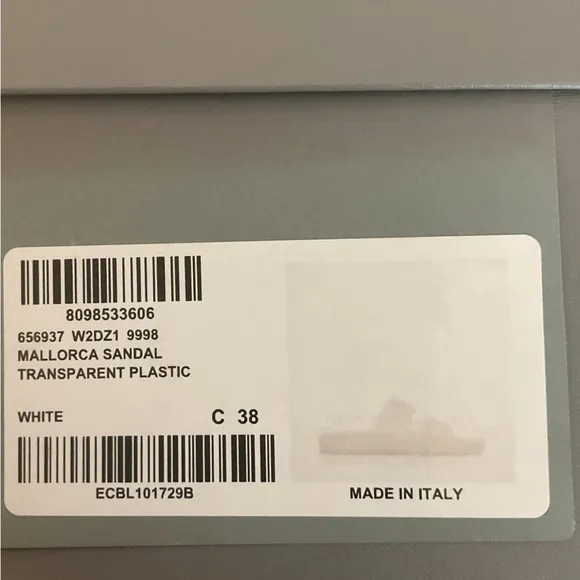 8098533606
656937 W2DZ1 9998
MALLORCA SANDAL
TRANSPARENT PLASTIC
WHITE C 38
ECBL101729B
MADE IN ITALY